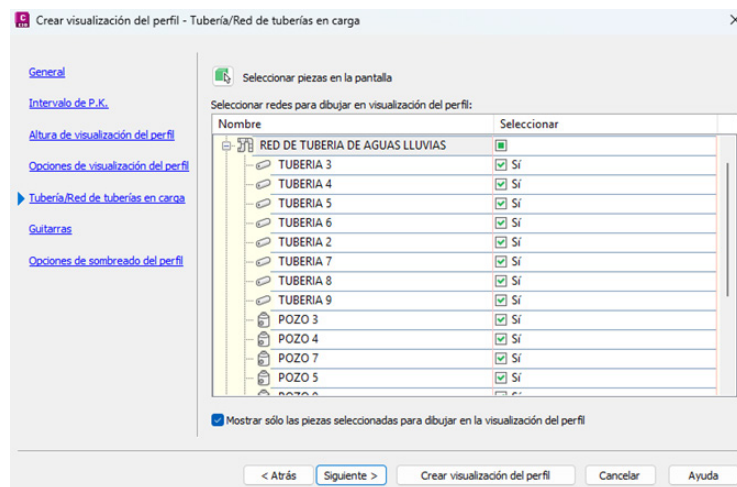 Crear visualización del perfil - Tubería/Red de tuberías en carga
General
Intervalo de P.K.
Altura de visualización del perfil
Opciones de visualización del perfil
Tubería/Red de tuberías en carga
Guitarras
Opciones de sombreado del perfil
Seleccionar piezas en la pantalla
Seleccionar redes para dibujar en visualización del perfil:
Nombre Seleccionar
RED DE TUBERIA DE AGUAS LLUVIAS
TUBERIA 3 Sí
TUBERIA 4 Sí
TUBERIA 5 Sí
TUBERIA 6 Sí
TUBERIA 2 Sí
TUBERIA 7 Sí
TUBERIA 8 Sí
TUBERIA 9 Sí
POZO 3 Sí
POZO 4 Sí
POZO 7 Sí
POZO 5 Sí
Mostrar sólo las piezas seleccionadas para dibujar en la visualización del perfil
< Atrás Siguiente > Crear visualización del perfil Cancelar Ayuda